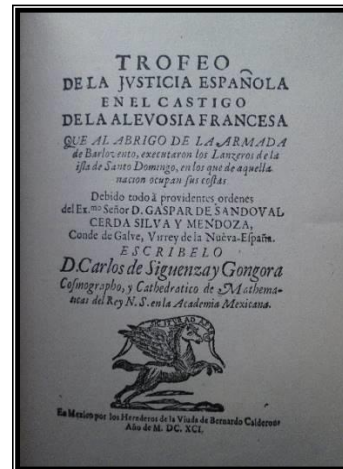 TROFEO
DE LA JVSTICIA ESPAÑOLA
EN EL CASTIGO
DE LA ALEVOSIA FRANCESA
QUE AL ABRIGO DE LA ARMADA
de Barlovento, executaron los Lanzeros de la
isla de Santo Domingo, en los que de aquella
nacion ocupan sus costas.
Debido todo à providentes ordenes
del Ex.mo Señor D. GASPAR DE SANDOVAL
CERDA SILVA Y MENDOZA,
Conde de Galve, Virrey de la Nueva-España.
ESCRIBELO
D. Carlos de Siguenza y Gongora
Cosmographo, y Cathedratico de Mathema-
ticas del Rey N. S. en la Academia Mexicana.
En Mexico por los Herederos de la Viuda de Bernardo Calderon
Año de M. DC. XCI.